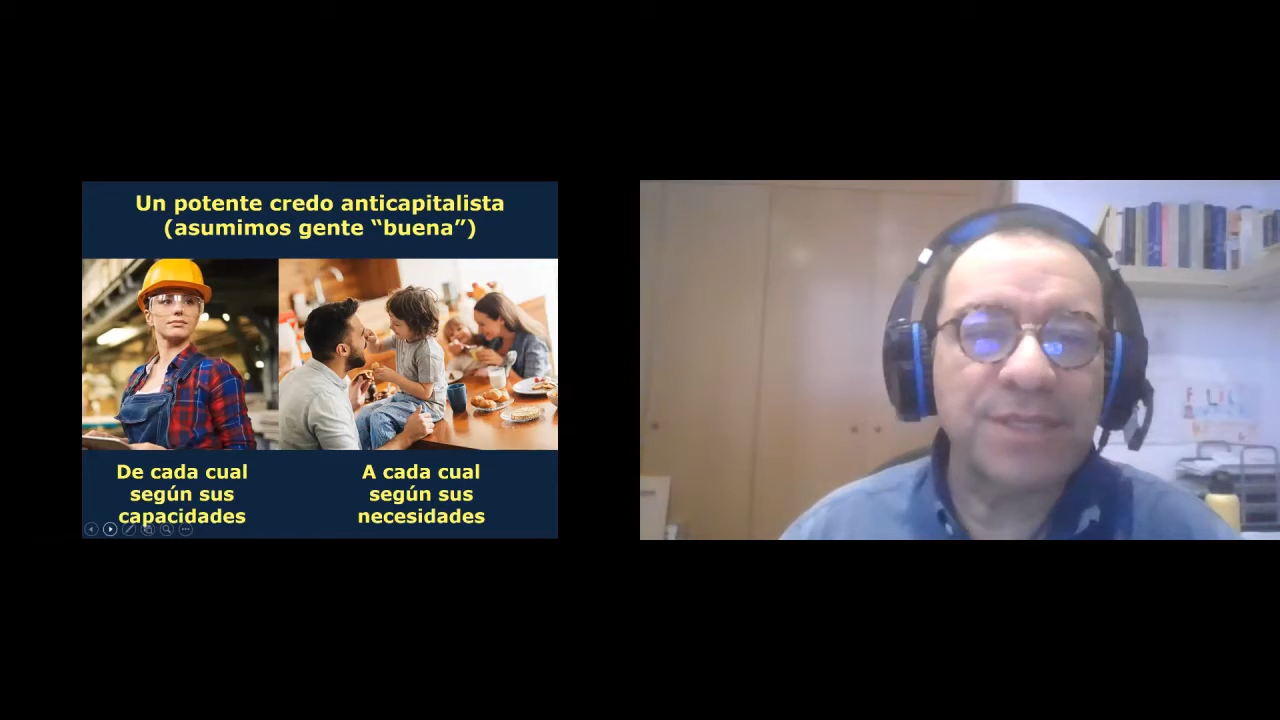 Un potente credo anticapitalista
(asumimos gente “buena”)
De cada cual
según sus
capacidades
A cada cual
según sus
necesidades